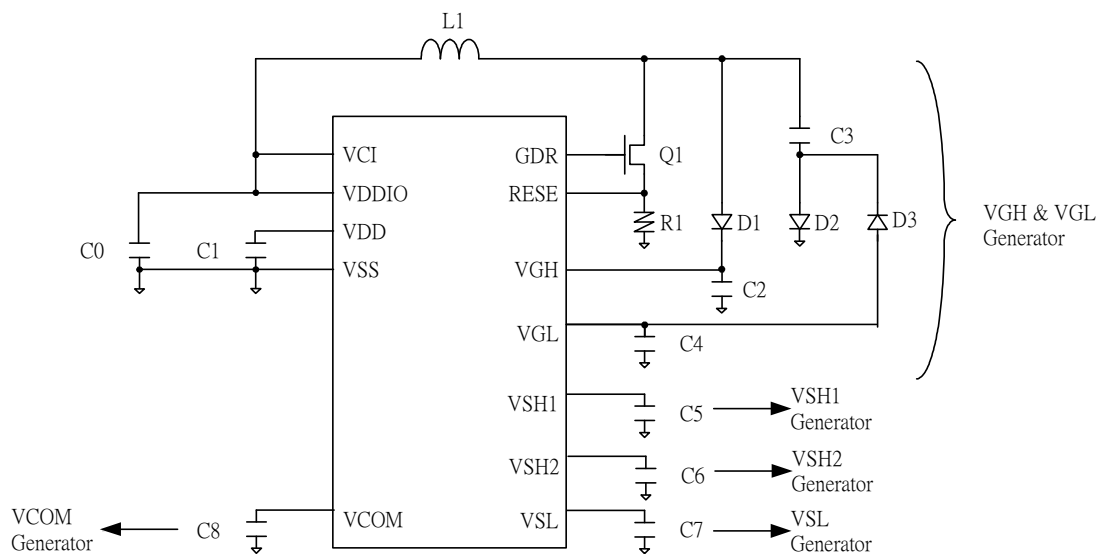 L1
VCI
GDR
Q1
C3
VDDIO
RESE
C0
C1
VDD
R1
D1
D2
D3
VGH & VGL
Generator
VSS
VGH
C2
VGL
C4
VSH1
C5
VSH1
Generator
VSH2
C6
VSH2
Generator
VCOM
Generator
C8
VCOM
VSL
C7
VSL
Generator